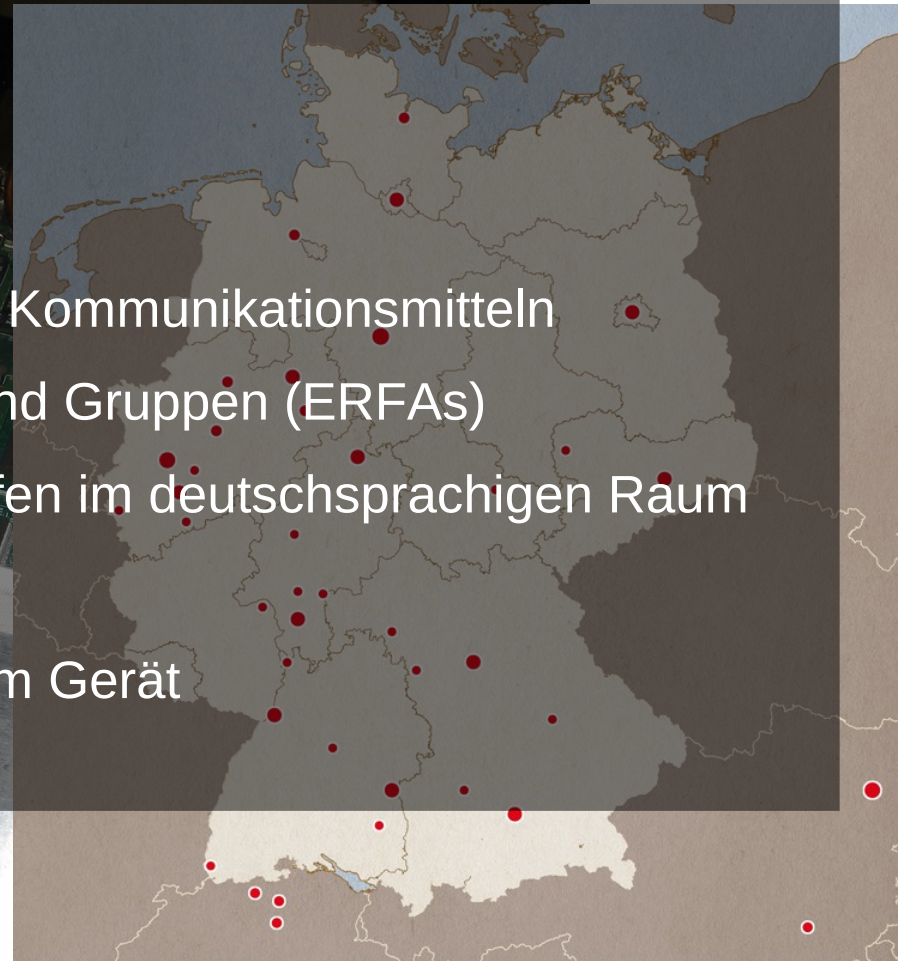 Kommunikationsmitteln
nd Gruppen (ERFAs)
fen im deutschsprachigen Raum
m Gerät